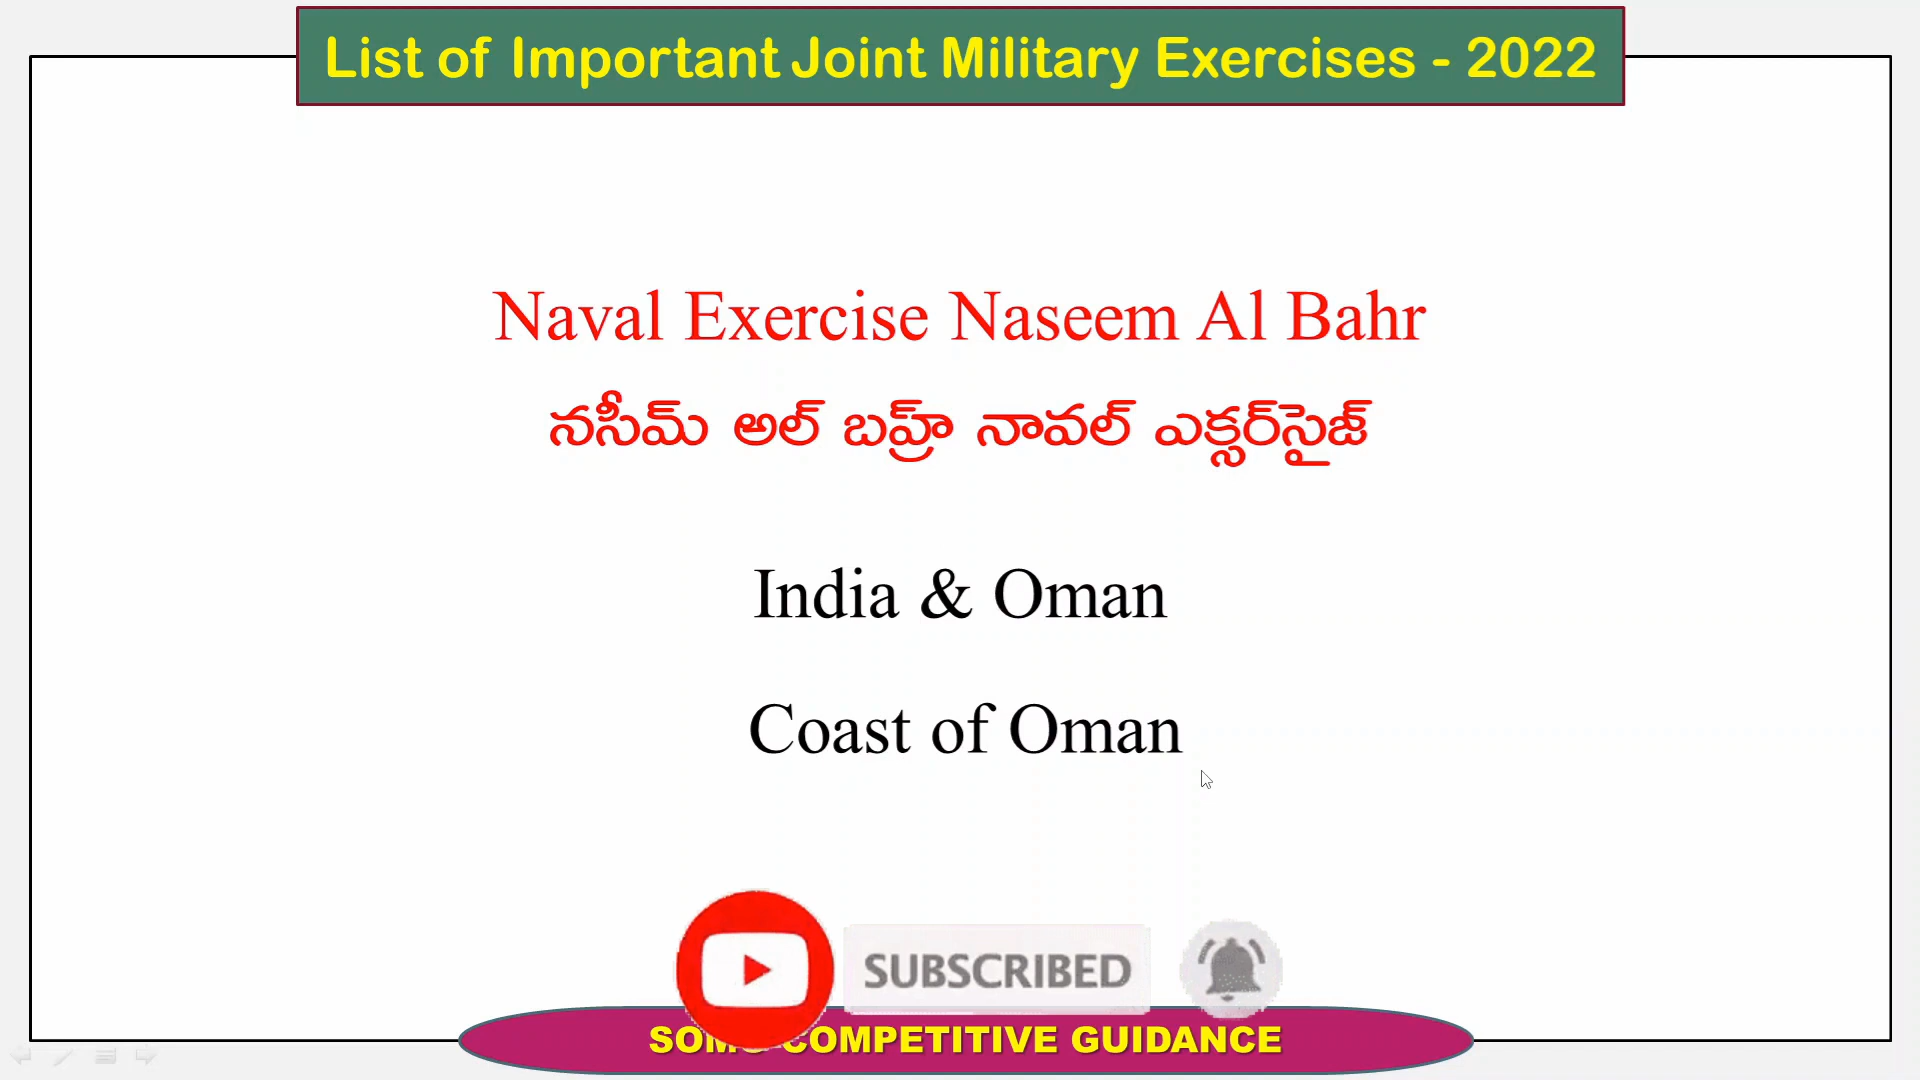 List of Important Joint Military Exercises - 2022
Naval Exercise Naseem Al Bahr
నసీమ్ అల్ బహ్ర్ నావల్ ఎక్సర్‌సైజ్
India & Oman
Coast of Oman
SUBSCRIBED
COMPETITIVE GUIDANCE